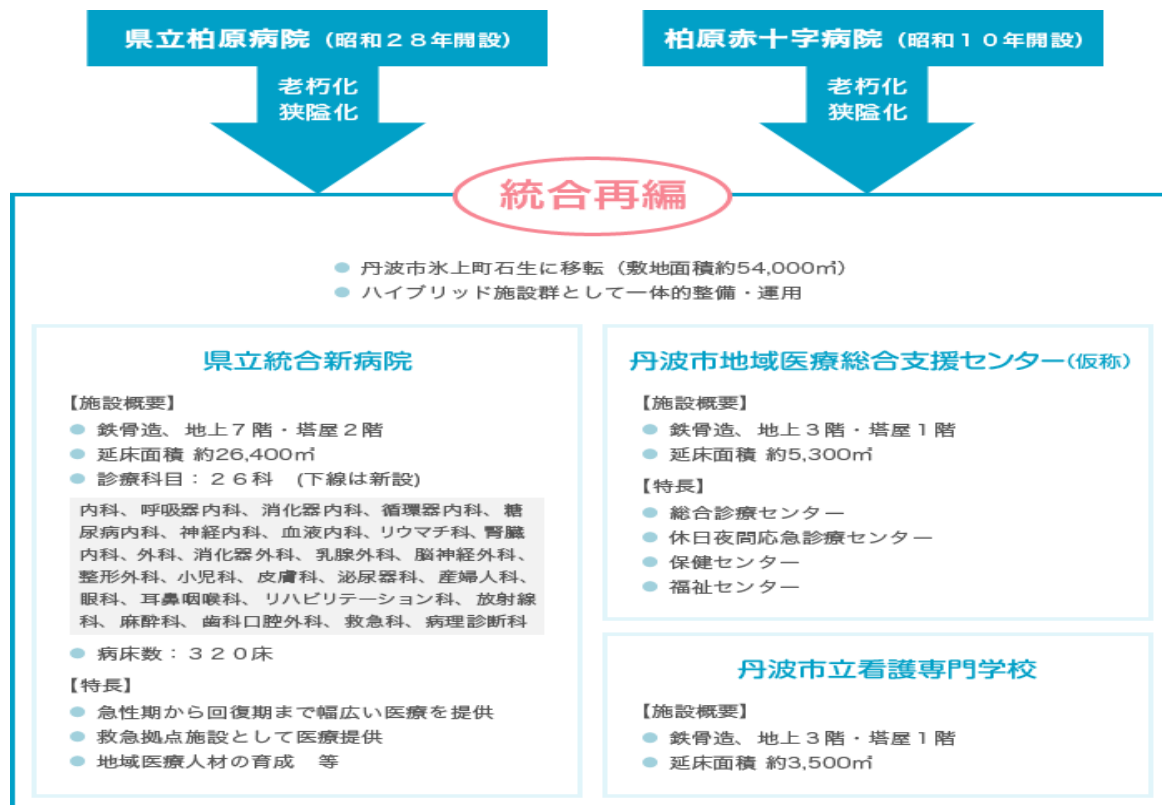 県立柏原病院（昭和２８年開設）
老朽化
狭隘化
柏原赤十字病院（昭和１０年開設）
老朽化
狭隘化
統合再編
● 丹波市氷上町石生に移転（敷地面積約54,000㎡）
● ハイブリッド施設群として一体的整備・運用
県立統合新病院
【施設概要】
● 鉄骨造、地上７階・塔屋２階
● 延床面積 約26,400㎡
● 診療科目：２６科 (下線は新設)
内科、呼吸器内科、消化器内科、循環器内科、糖
尿病内科、神経内科、血液内科、リウマチ科、腎臓
内科、外科、消化器外科、乳腺外科、脳神経外科、
整形外科、小児科、皮膚科、泌尿器科、産婦人科、
眼科、耳鼻咽喉科、リハビリテーション科、放射線
科、麻酔科、歯科口腔外科、救急科、病理診断科
● 病床数：３２０床
【特長】
● 急性期から回復期まで幅広い医療を提供
● 救急拠点施設として医療提供
● 地域医療人材の育成　等
丹波市地域医療総合支援センター(仮称)
【施設概要】
● 鉄骨造、地上３階・塔屋１階
● 延床面積 約5,300㎡
【特長】
● 総合診療センター
● 休日夜間応急診療センター
● 保健センター
● 福祉センター
丹波市立看護専門学校
【施設概要】
● 鉄骨造、地上３階・塔屋１階
● 延床面積 約3,500㎡